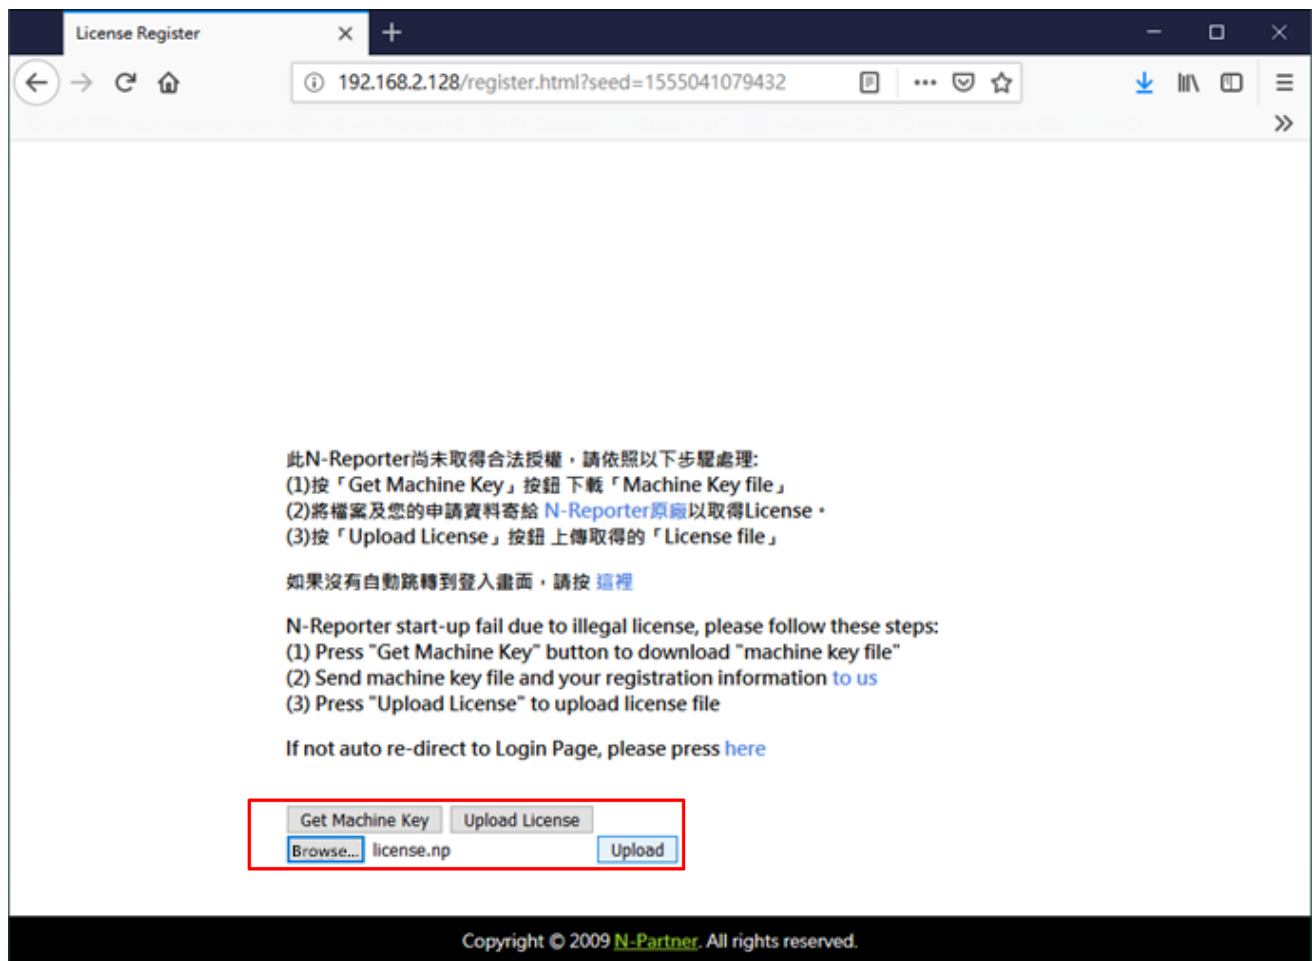 License Register
192.168.2.128/register.html?seed=1555041079432
此N-Reporter尚未取得合法授權，請依照以下步驟處理:
(1)按「Get Machine Key」按鈕 下載「Machine Key file」
(2)將檔案及您的申請資料寄給 N-Reporter原廠以取得License。
(3)按「Upload License」按鈕 上傳取得的「License file」
如果沒有自動跳轉到登入畫面，請按 這裡
N-Reporter start-up fail due to illegal license, please follow these steps:
(1) Press "Get Machine Key" button to download "machine key file"
(2) Send machine key file and your registration information to us
(3) Press "Upload License" to upload license file
If not auto re-direct to Login Page, please press here
Get Machine Key Upload License
Browse... license.np Upload
Copyright © 2009 N-Partner. All rights reserved.